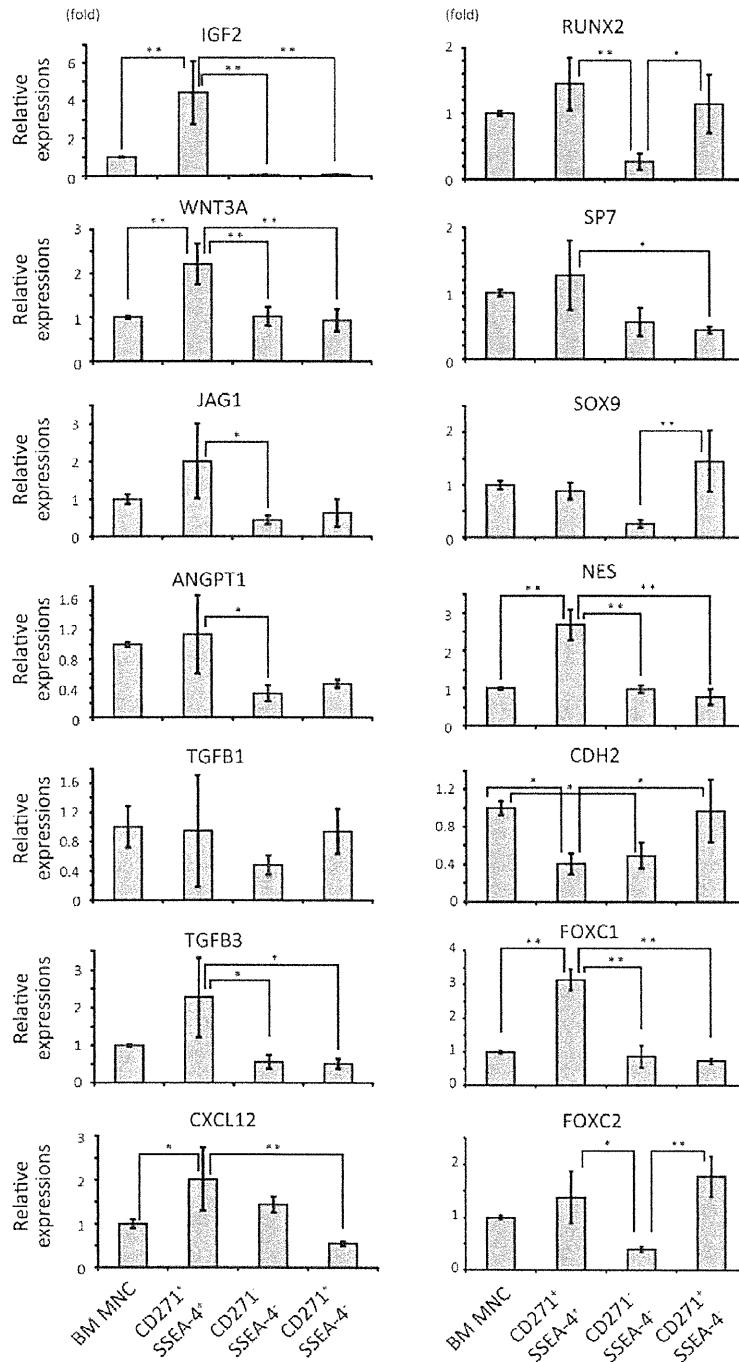 (fold)
IGF2
Relative expressions
6
4
2
1
0
** ** **
WNT3A
Relative expressions
3
2
1
0
** ** **
JAG1
Relative expressions
3
2
1
0
*
ANGPT1
Relative expressions
1.6
1.2
0.8
0.4
0
*
TGFB1
Relative expressions
1.6
1.2
0.8
0.4
0
TGFB3
Relative expressions
3
2
1
0
* *
CXCL12
Relative expressions
3
2
1
0
* **
BM MNC
CD271+
SSEA-4+
CD271-
SSEA-4-
CD271+
SSEA-4-
(fold)
RUNX2
2
1
0
** *
SP7
2
1
0
*
SOX9
2
1
0
**
NES
3
2
1
0
** ** **
CDH2
1.2
0.8
0.4
0
* * *
FOXC1
4
3
2
1
0
** ** **
FOXC2
2
1
0
* **
BM MNC
CD271+
SSEA-4+
CD271-
SSEA-4-
CD271+
SSEA-4-